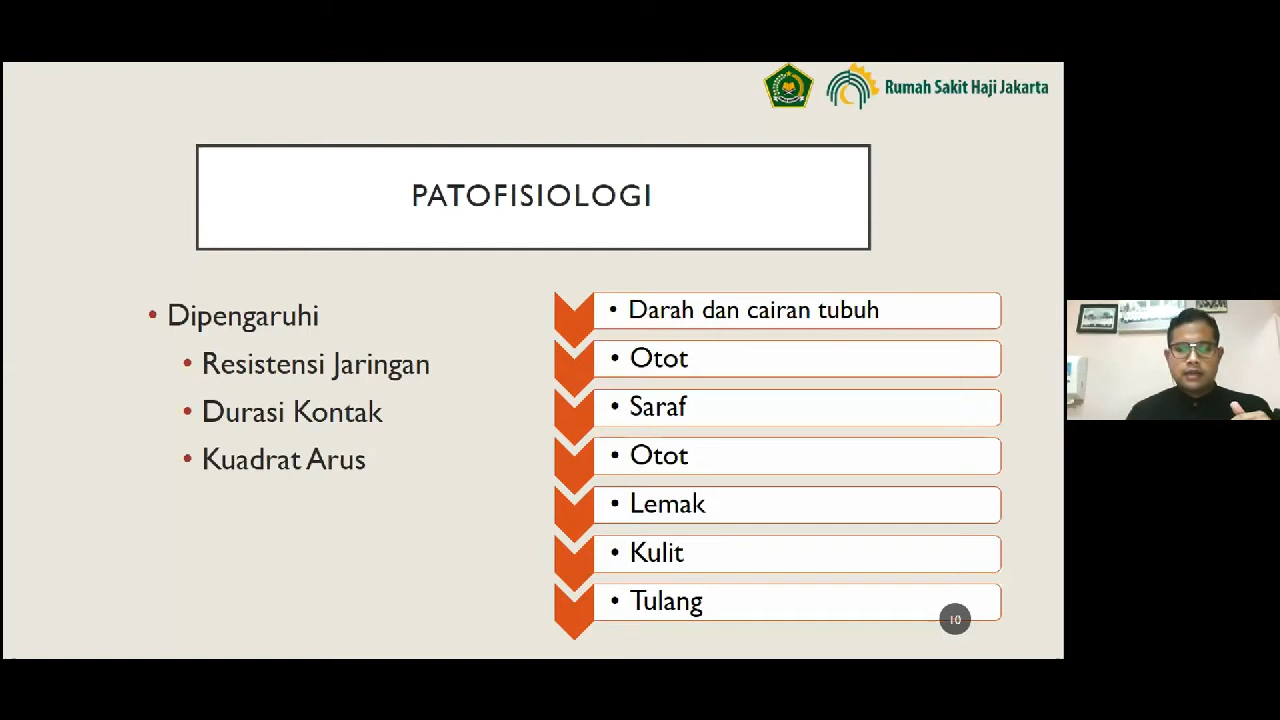 Rumah Sakit Haji Jakarta
PATOFISIOLOGI
• Dipengaruhi
• Resistensi Jaringan
• Durasi Kontak
• Kuadrat Arus
• Darah dan cairan tubuh
• Otot
• Saraf
• Otot
• Lemak
• Kulit
• Tulang
10